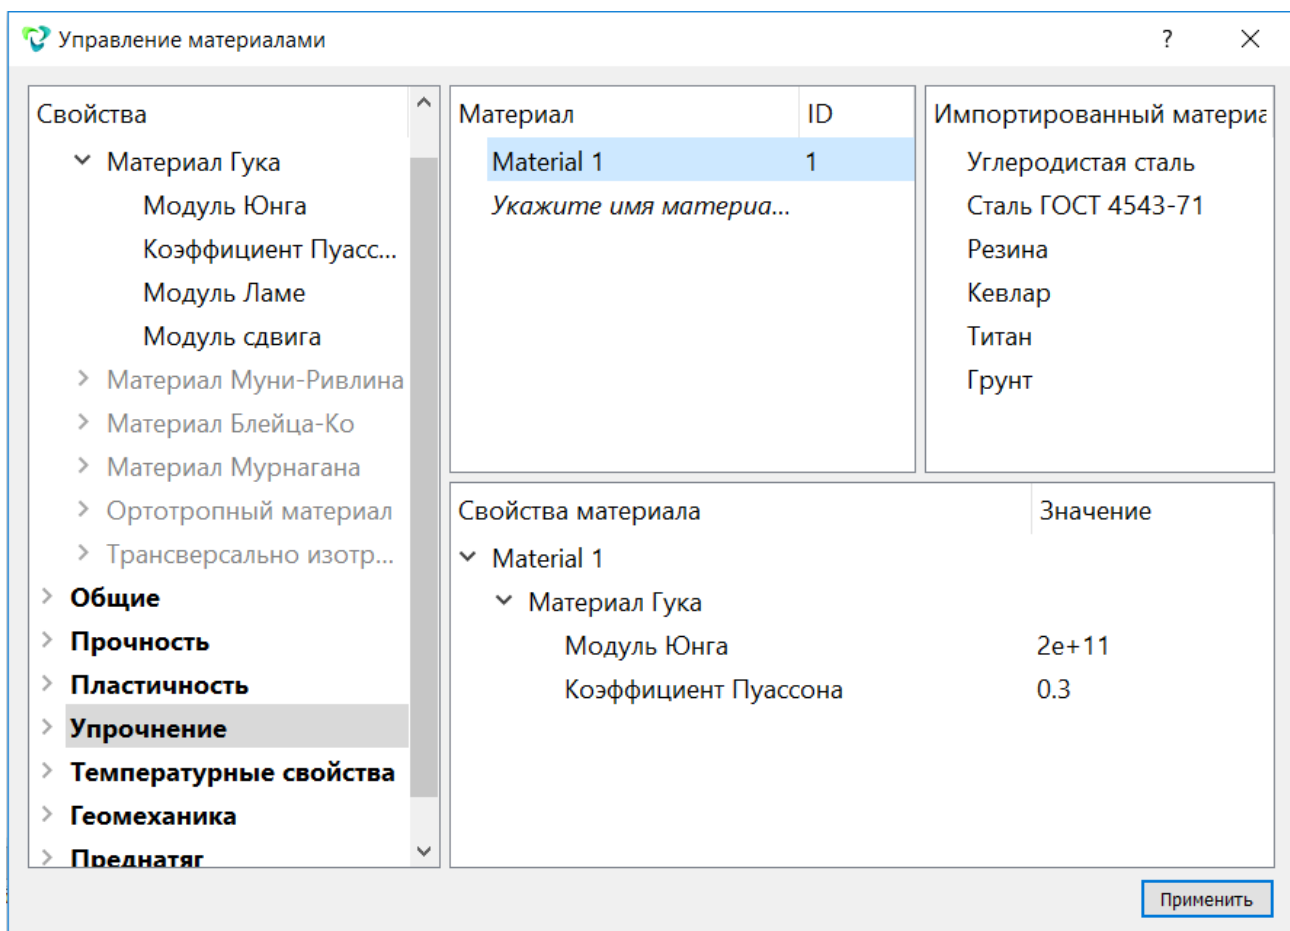 Управление материалами
?
Свойства
Материал Гука
Модуль Юнга
Коэффициент Пуасс...
Модуль Ламе
Модуль сдвига
Материал Муни-Ривлина
Материал Блейца-Ко
Материал Мурнагана
Ортотропный материал
Трансверсально изотр...
Общие
Прочность
Пластичность
Упрочнение
Температурные свойства
Геомеханика
Преднатяг
Материал ID
Material 1 1
Укажите имя материа...
Импортированный материа
Углеродистая сталь
Сталь ГОСТ 4543-71
Резина
Кевлар
Титан
Грунт
Свойства материала Значение
Material 1
Материал Гука
Модуль Юнга 2e+11
Коэффициент Пуассона 0.3
Применить